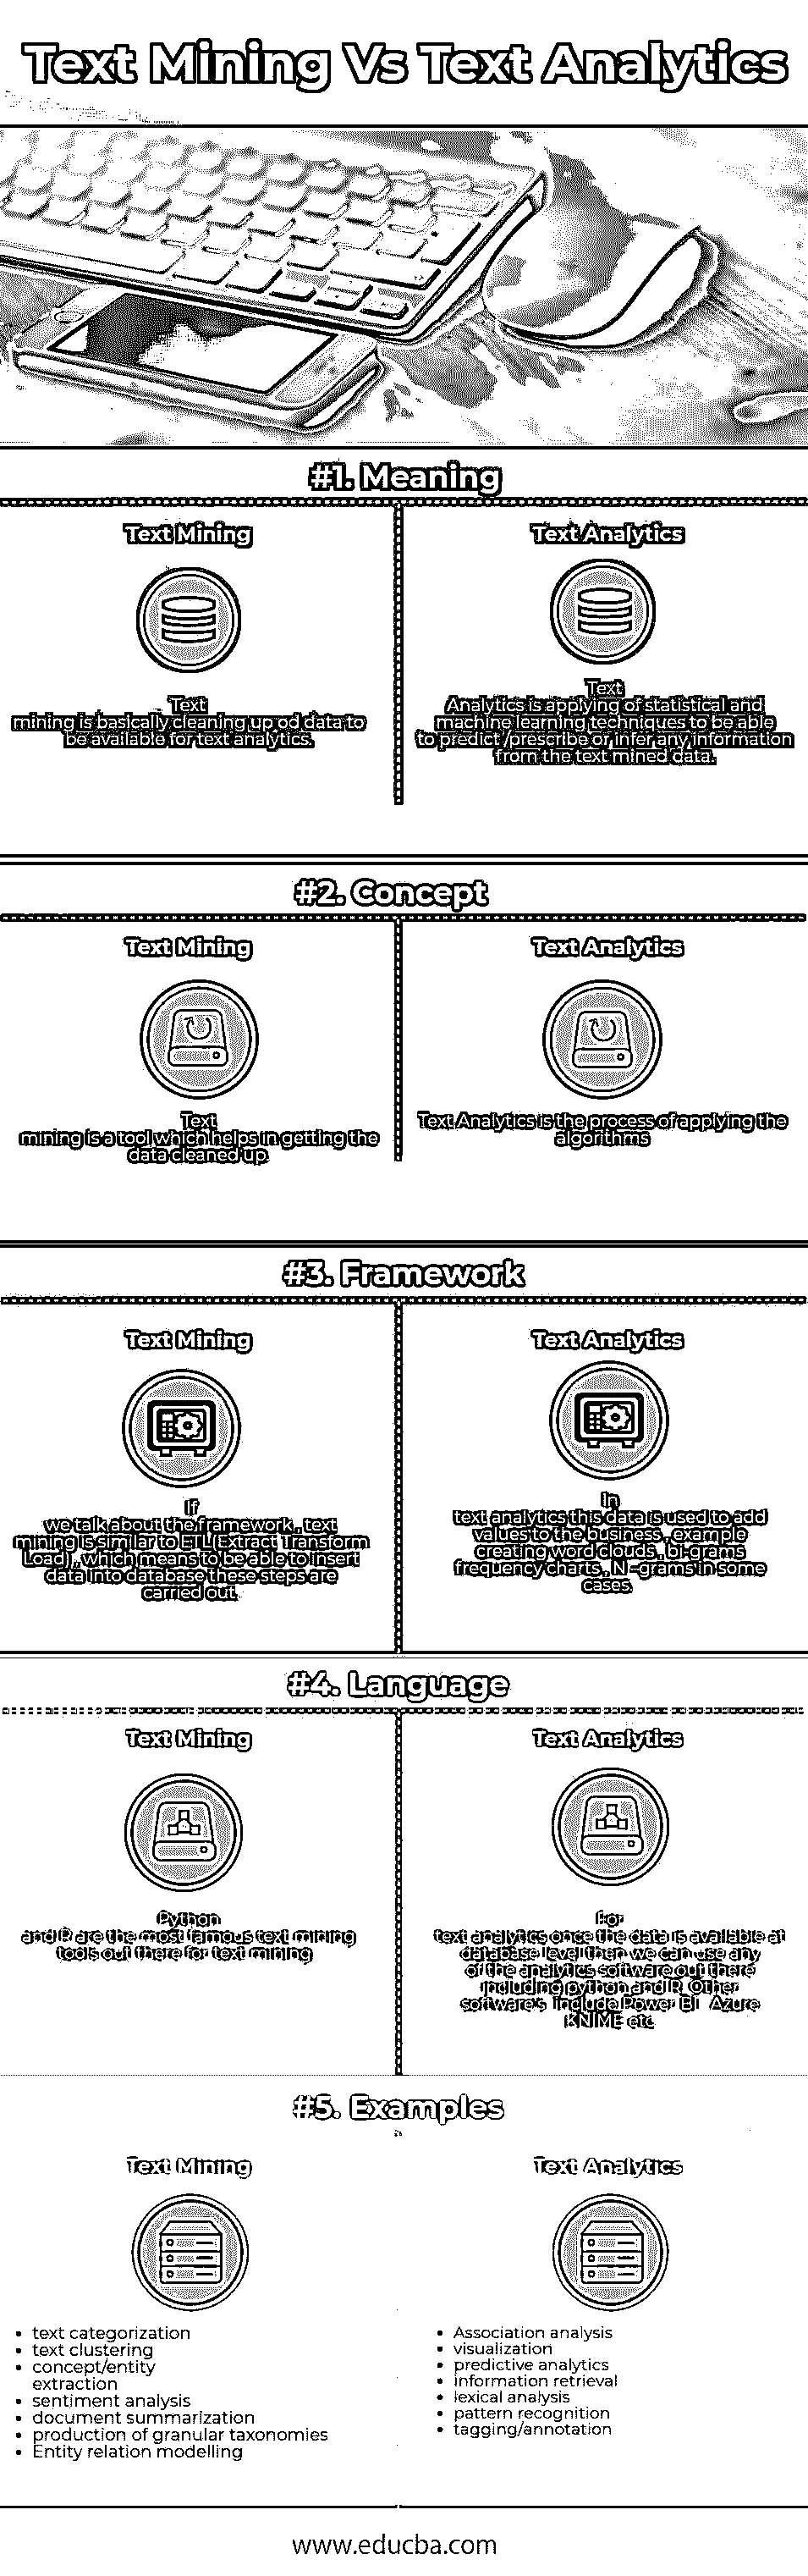 Text Mining Vs Text Analytics
#1. Meaning
Text Mining
Text
mining is basically cleaning up od data to
be available for text analytics.
Text Analytics
Text
Analytics is applying of statistical and
machine learning techniques to be able
to predict /prescribe or infer any information
from the text mined data.
#2. Concept
Text Mining
Text
mining is a tool which helps in getting the
data cleaned up.
Text Analytics
Text Analytics is the process of applying the
algorithms
#3. Framework
Text Mining
If
we talk about the framework , text
mining is similar to ETL(Extract Transform
Load) , which means to be able to insert
data into database these steps are
carried out.
Text Analytics
In
text analytics this data is used to add
values to the business , example
creating word clouds , bi-grams
frequency charts , N -grams in some
cases.
#4. Language
Text Mining
Python
and R are the most famous text mining
tools out there for text mining
Text Analytics
For
text analytics once the data is available at
database level then we can use any
of the analytics software out there
including python and R. Other
software's include Power BI Azure
KNIME etc
#5. Examples
Text Mining
• text categorization
• text clustering
• concept/entity
extraction
• sentiment analysis
• document summarization
• production of granular taxonomies
• Entity relation modelling
Text Analytics
• Association analysis
• visualization
• predictive analytics
• information retrieval
• lexical analysis
• pattern recognition
• tagging/annotation
www.educba.com